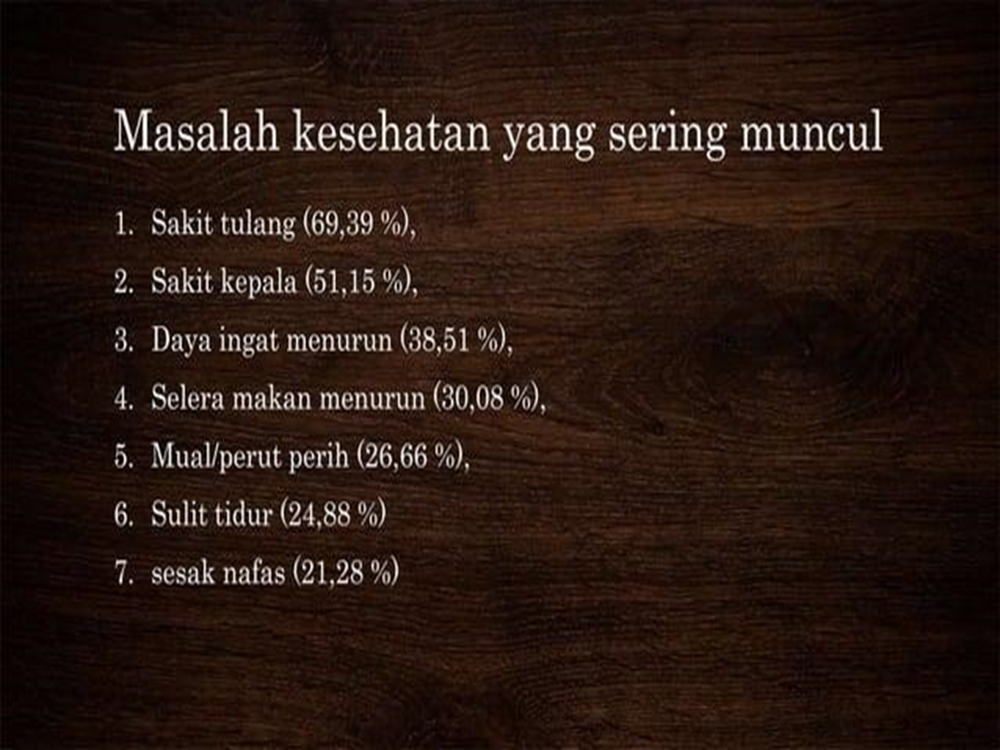 Masalah kesehatan yang sering muncul
1. Sakit tulang (69,39 %),
2. Sakit kepala (51,15 %),
3. Daya ingat menurun (38,51 %),
4. Selera makan menurun (30,08 %),
5. Mual/perut perih (26,66 %),
6. Sulit tidur (24,88 %)
7. sesak nafas (21,28 %)